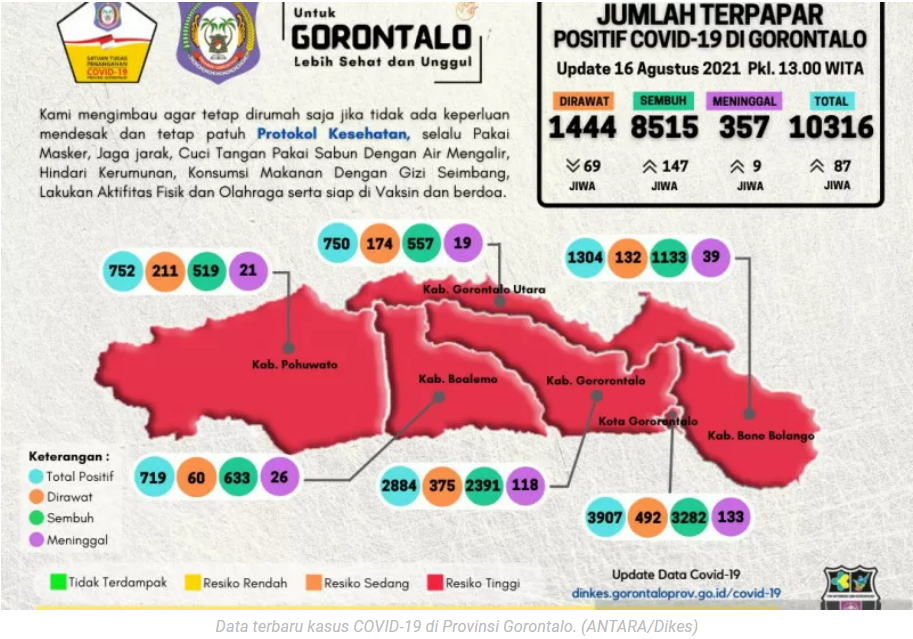 Untuk
GORONTALO
Lebih Sehat dan Unggul
SATUAN TUGAS
PENANGANAN
COVID-19
PROVINSI GORONTALO
JUMLAH TERPAPAR
POSITIF COVID-19 DI GORONTALO
Update 16 Agustus 2021 Pkl. 13.00 WITA
DIRAWAT SEMBUH MENINGGAL TOTAL
1444 8515 357 10316
69 147 9 87
JIWA JIWA JIWA JIWA
Kami mengimbau agar tetap dirumah saja jika tidak ada keperluan
mendesak dan tetap patuh Protokol Kesehatan, selalu Pakai
Masker, Jaga jarak, Cuci Tangan Pakai Sabun Dengan Air Mengalir,
Hindari Kerumunan, Konsumsi Makanan Dengan Gizi Seimbang,
Lakukan Aktifitas Fisik dan Olahraga serta siap di Vaksin dan berdoa.
750 174 557 19
752 211 519 21
1304 132 1133 39
Kab. Gorontalo Utara
Kab. Pohuwato
Kab. Boalemo
Kab. Gororontalo
Kota Gororontalo
Kab. Bone Bolango
719 60 633 26
2884 375 2391 118
3907 492 3282 133
Keterangan :
Total Positif
Dirawat
Sembuh
Meninggal
Tidak Terdampak Resiko Rendah Resiko Sedang Resiko Tinggi
Update Data Covid-19
dinkes.gorontaloprov.go.id/covid-19
Data terbaru kasus COVID-19 di Provinsi Gorontalo. (ANTARA/Dikes)